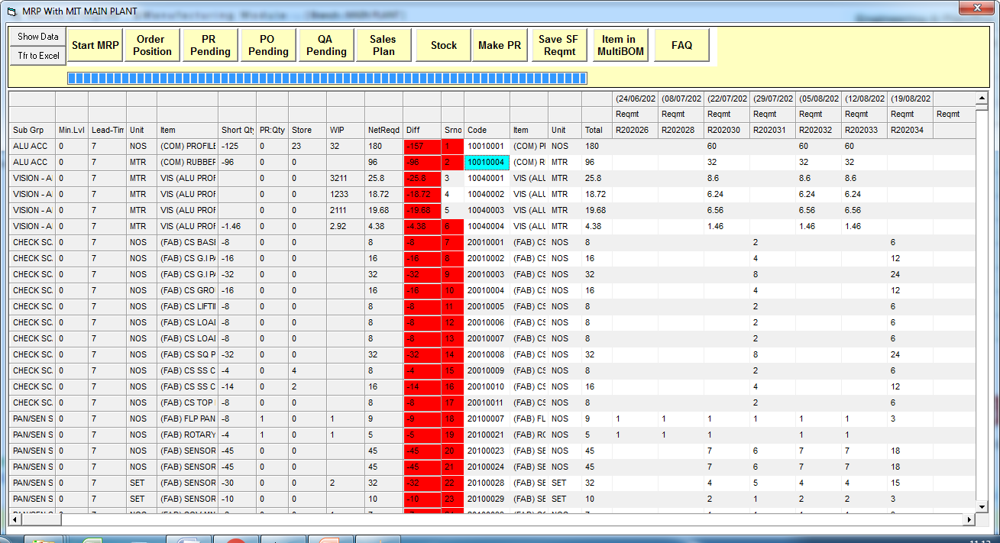 MRP With MIT MAIN PLANT
Show Data
Tfr to Excel
Start MRP
Order Position
PR Pending
PO Pending
QA Pending
Sales Plan
Stock
Make PR
Save SF Reqmt
Item in MultiBOM
FAQ
(24/06/202 (08/07/202 (22/07/202 (29/07/202 (05/08/202 (12/08/202 (19/08/202
Reqmt Reqmt Reqmt Reqmt Reqmt Reqmt Reqmt Reqmt
Sub Grp Min.Lvl Lead-Tim Unit Item Short Qty PR:Qty Store WIP NetReqd Diff Srno Code Item Unit Total R202026 R202028 R202030 R202031 R202032 R202033 R202034
ALU ACC 0 7 NOS (COM) PROFILE -125 0 23 32 180 -157 1 10010001 (COM) PI NOS 180 60 60 60
ALU ACC 0 7 MTR (COM) RUBBER -96 0 0 96 -96 2 10010004 (COM) R MTR 96 32 32 32
VISION - A 0 7 MTR VIS (ALU PROF 0 0 3211 25.8 -25.8 3 10040001 VIS (ALU MTR 25.8 8.6 8.6 8.6
VISION - A 0 7 MTR VIS (ALU PROF 0 0 1233 18.72 -18.72 4 10040002 VIS (ALU MTR 18.72 6.24 6.24 6.24
VISION - A 0 7 MTR VIS (ALU PROF 0 0 2111 19.68 -19.68 5 10040003 VIS (ALU MTR 19.68 6.56 6.56 6.56
VISION - A 0 7 MTR VIS (ALU PROF -1.46 0 0 2.92 4.38 -4.38 6 10040004 VIS (ALU MTR 4.38 1.46 1.46 1.46
CHECK SC. 0 7 NOS (FAB) CS BASI -8 0 0 8 -8 7 20010001 (FAB) CS NOS 8 2 6
CHECK SC. 0 7 NOS (FAB) CS G.I PA -16 0 0 16 -16 8 20010002 (FAB) CS NOS 16 4 12
CHECK SC. 0 7 NOS (FAB) CS G.I PA -32 0 0 32 -32 9 20010003 (FAB) CS NOS 32 8 24
CHECK SC. 0 7 NOS (FAB) CS GRO -16 0 0 16 -16 10 20010004 (FAB) CS NOS 16 4 12
CHECK SC. 0 7 NOS (FAB) CS LIFTII -8 0 0 8 -8 11 20010005 (FAB) CS NOS 8 2 6
CHECK SC. 0 7 NOS (FAB) CS LOAI -8 0 0 8 -8 12 20010006 (FAB) CS NOS 8 2 6
CHECK SC. 0 7 NOS (FAB) CS LOAI -8 0 0 8 -8 13 20010007 (FAB) CS NOS 8 2 6
CHECK SC. 0 7 NOS (FAB) CS SQ P -32 0 0 32 -32 14 20010008 (FAB) CS NOS 32 8 24
CHECK SC. 0 7 NOS (FAB) CS SS C -4 0 4 8 -4 15 20010009 (FAB) CS NOS 8 2 6
CHECK SC. 0 7 NOS (FAB) CS SS C -14 0 2 16 -14 16 20010010 (FAB) CS NOS 16 4 12
CHECK SC. 0 7 NOS (FAB) CS TOP -8 0 0 8 -8 17 20010011 (FAB) CS NOS 8 2 6
PAN/SEN S 0 7 NOS (FAB) FLP PAN -8 1 0 1 9 -9 18 20100007 (FAB) FL NOS 9 1 1 1 1 1 1 3
PAN/SEN S 0 7 NOS (FAB) ROTARY -4 1 0 1 5 -5 19 20100021 (FAB) RC NOS 5 1 1 1 1 1
PAN/SEN S 0 7 NOS (FAB) SENSOR -45 0 0 45 -45 20 20100023 (FAB) SE NOS 45 7 6 7 7 18
PAN/SEN S 0 7 NOS (FAB) SENSOR -45 0 0 45 -45 21 20100024 (FAB) SE NOS 45 7 6 7 7 18
PAN/SEN S 0 7 SET (FAB) SENSOR -30 0 0 2 32 -32 22 20100028 (FAB) SE SET 32 4 5 4 4 15
PAN/SEN S 0 7 SET (FAB) SENSOR -10 0 0 10 -10 23 20100029 (FAB) SE SET 10 2 1 2 2 3